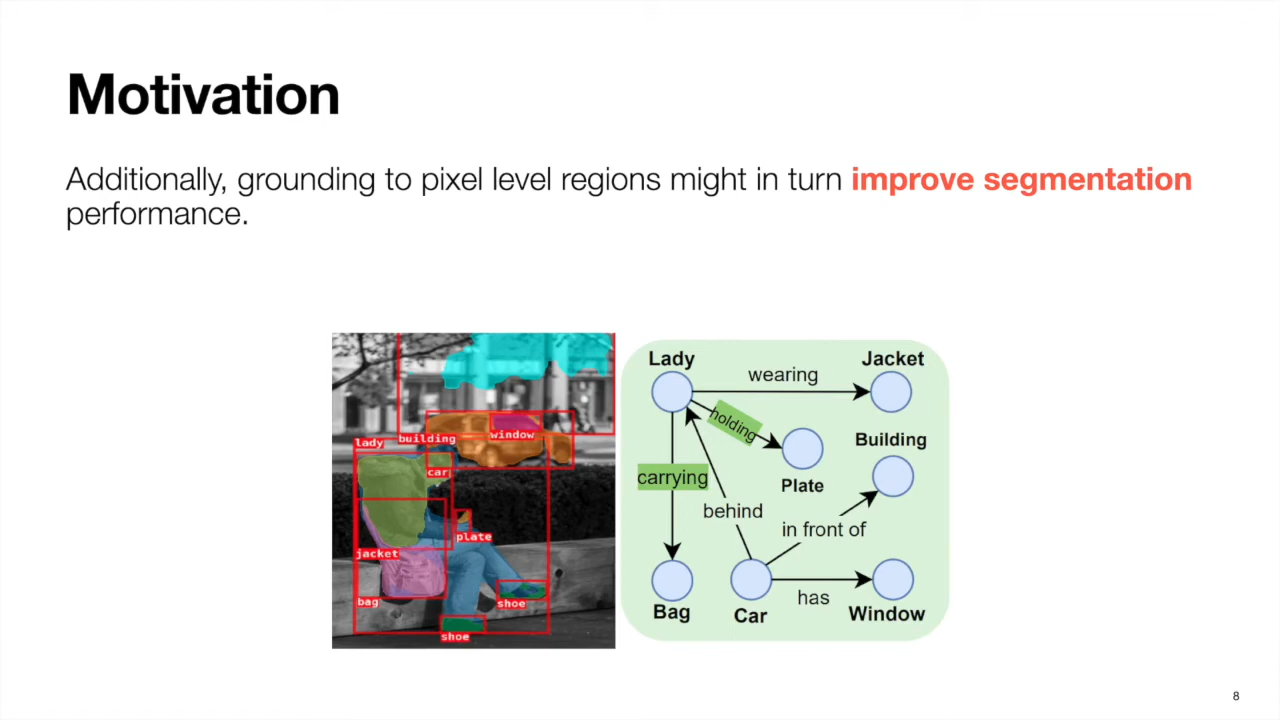 Motivation
Additionally, grounding to pixel level regions might in turn improve segmentation
performance.
lady
building
window
car
plate
jacket
bag
shoe
shoe
Lady
Jacket
wearing
holding
Building
carrying
Plate
behind
in front of
has
Bag
Car
Window
8